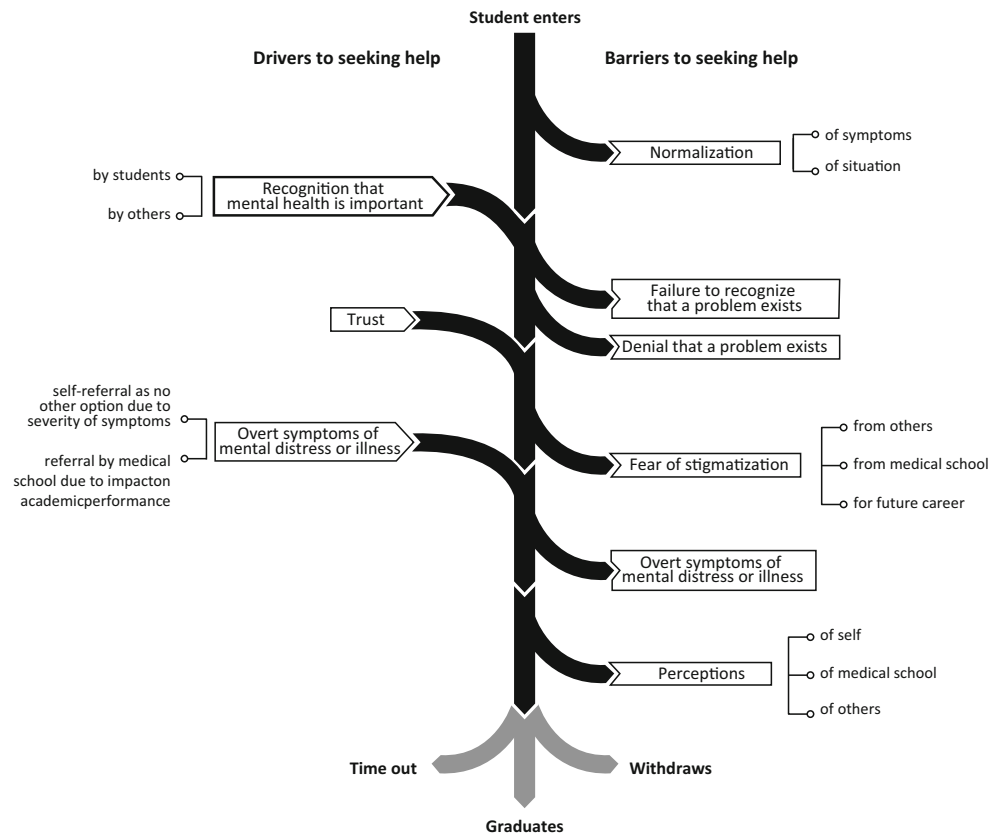 Student enters
Drivers to seeking help
Barriers to seeking help
Normalization
of symptoms
of situation
by students
by others
Recognition that
mental health is important
Failure to recognize
that a problem exists
Trust
Denial that a problem exists
self-referral as no
other option due to
severity of symptoms
referral by medical
school due to impacton
academicperformance
Overt symptoms of
mental distress or illness
Fear of stigmatization
from others
from medical school
for future career
Overt symptoms of
mental distress or illness
Perceptions
of self
of medical school
of others
Time out
Withdraws
Graduates